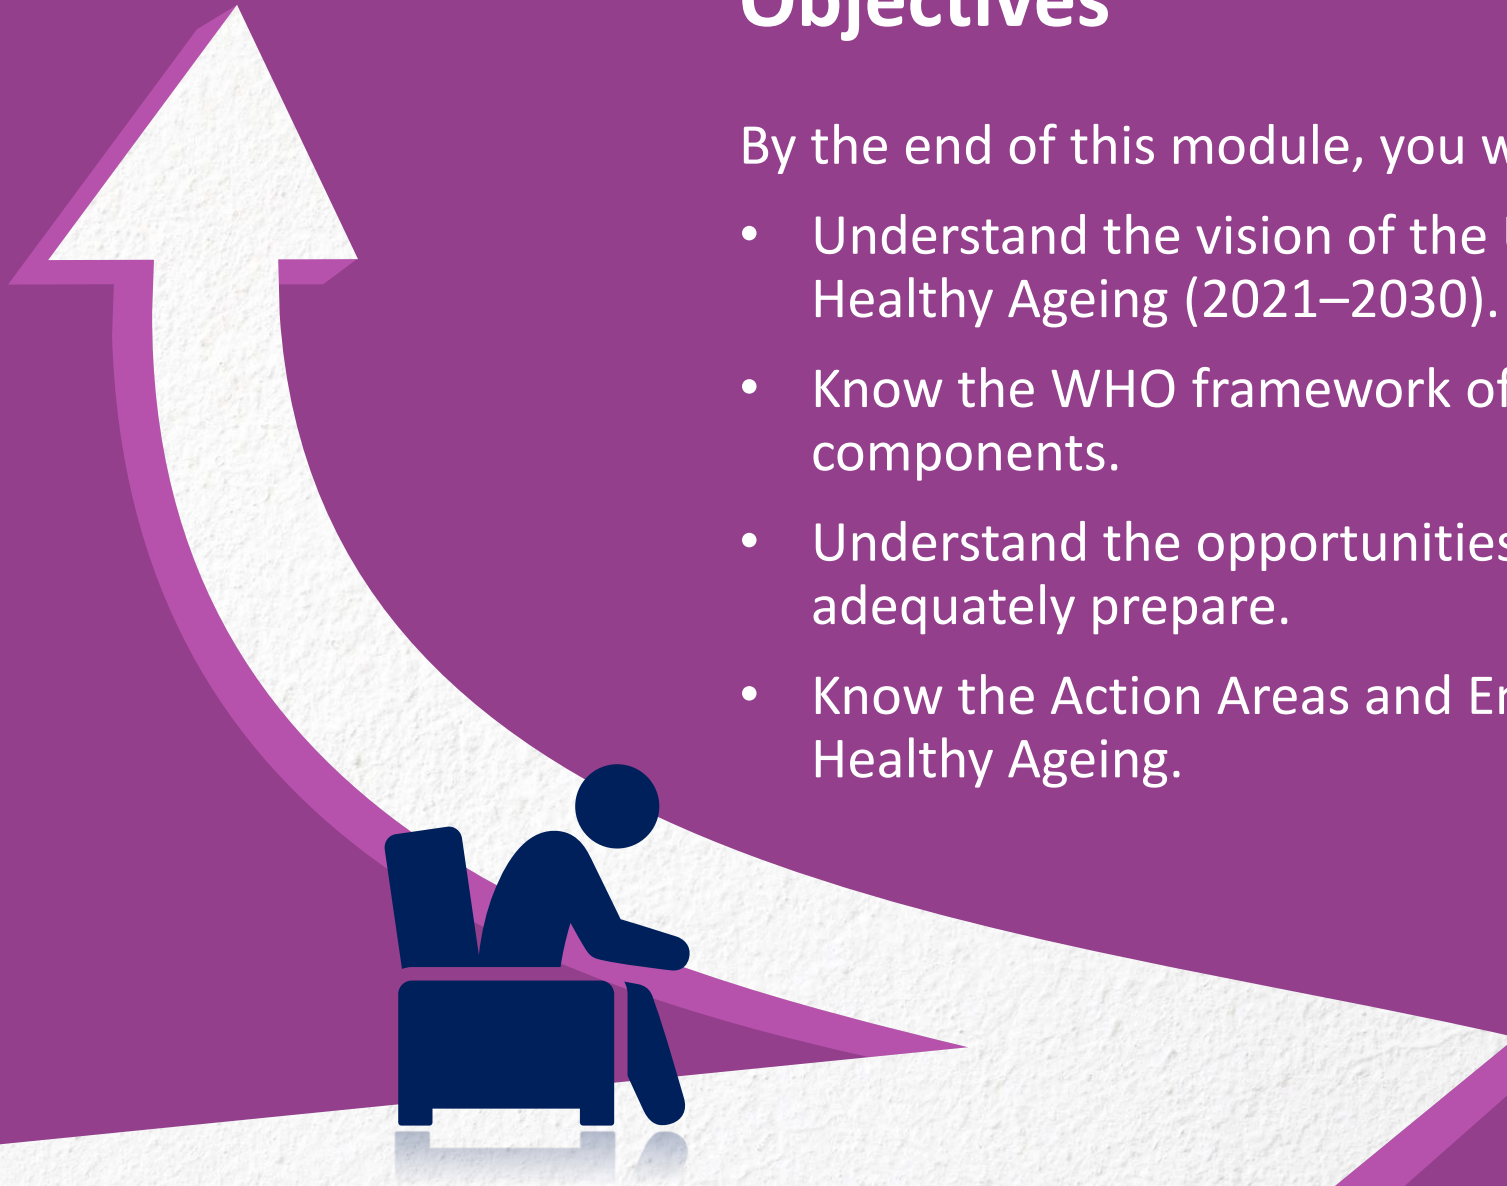 Objectives
By the end of this module, you
• Understand the vision of the
Healthy Ageing (2021–2030).
• Know the WHO framework of
components.
• Understand the opportunities
adequately prepare.
• Know the Action Areas and
Healthy Ageing.